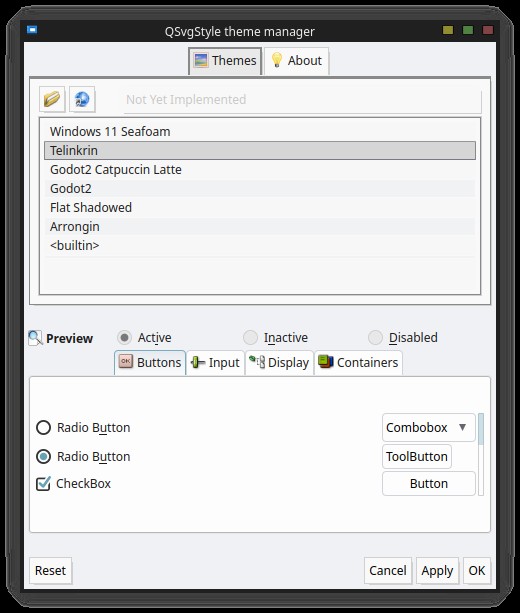 QSvgStyle theme manager
Themes About
Not Yet Implemented
Windows 11 Seafoam
Telinkrin
Godot2 Catpuccin Latte
Godot2
Flat Shadowed
Arrongin
<builtin>
Preview Active Inactive Disabled
OK Buttons Input Display Containers
Radio Button Combobox
Radio Button ToolButton
CheckBox Button
Reset Cancel Apply OK